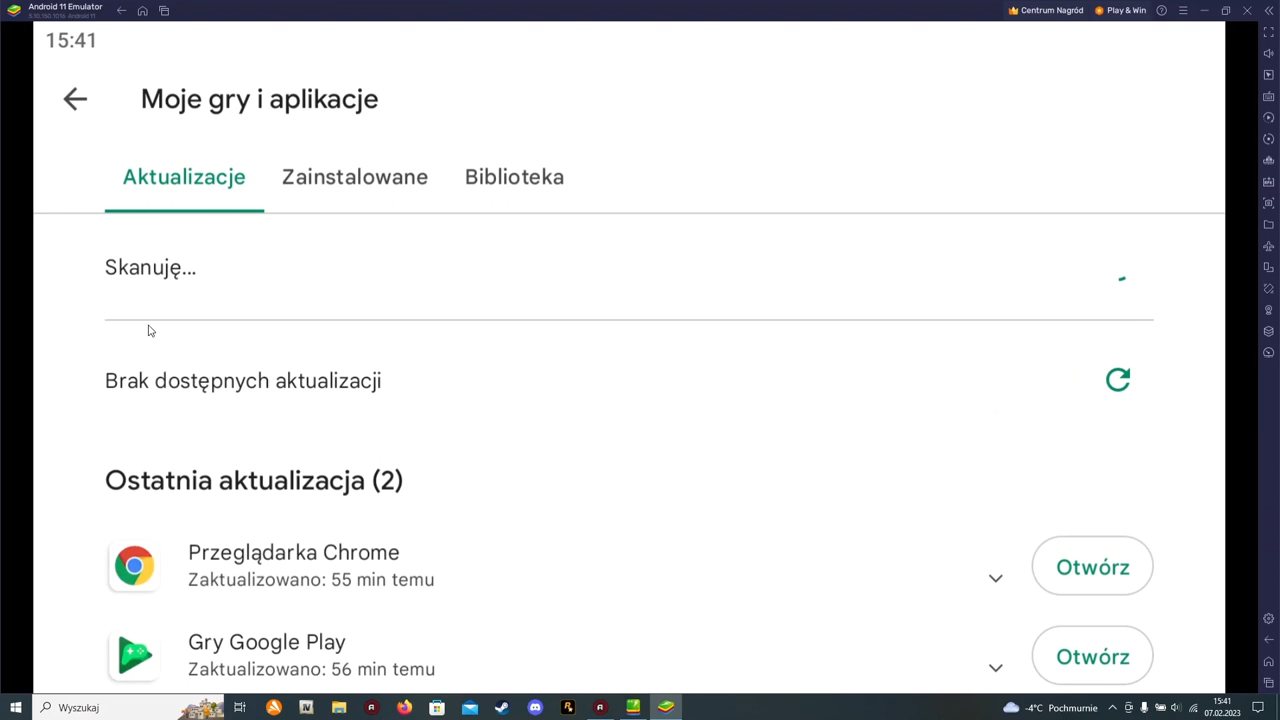 Android 11 Emulator
Centrum Nagród
Play & Win
15:41
Moje gry i aplikacje
Aktualizacje
Zainstalowane
Biblioteka
Skanuję...
Brak dostępnych aktualizacji
Ostatnia aktualizacja (2)
Przeglądarka Chrome
Zaktualizowano: 55 min temu
Otwórz
Gry Google Play
Zaktualizowano: 56 min temu
Otwórz
Wyszukaj
-4°C Pochmurnie
15:41
07.02.2023